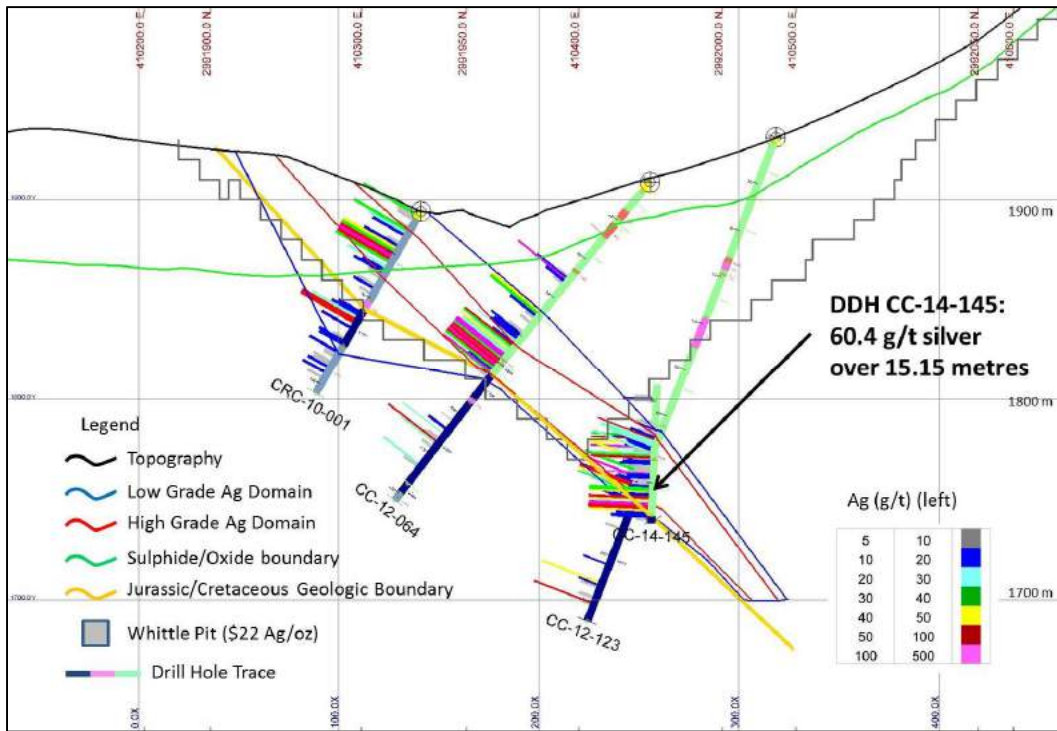 410200.0 E
2991900.0 N
410300.0 E
2991950.0 N
410400.0 E
2992000.0 N
410500.0 E
2992050.0 N
410600.0 E
1900 m
DDH CC-14-145:
60.4 g/t silver
over 15.15 metres
CRC-10-001
1800 m
Legend
Topography
Low Grade Ag Domain
High Grade Ag Domain
Sulphide/Oxide boundary
Jurassic/Cretaceous Geologic Boundary
Whittle Pit ($22 Ag/oz)
Drill Hole Trace
CC-12-064
CC-14-145
CC-12-123
1700 m
Ag (g/t) (left)
5 10
10 20
20 30
30 40
40 50
50 100
100 500
0.0X
100.0X
200.0X
300.0X
400.0X